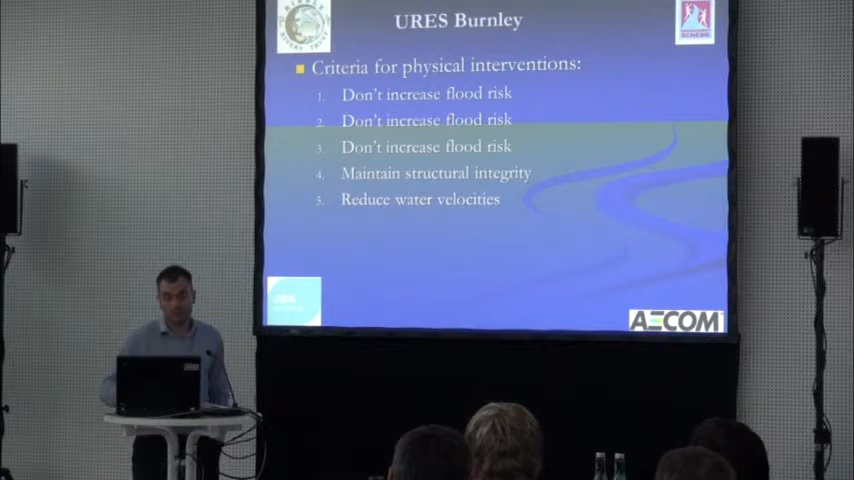 URES Burnley
Criteria for physical interventions:
1. Don't increase flood risk
2. Don't increase flood risk
3. Don't increase flood risk
4. Maintain structural integrity
5. Reduce water velocities
JBA
AECOM